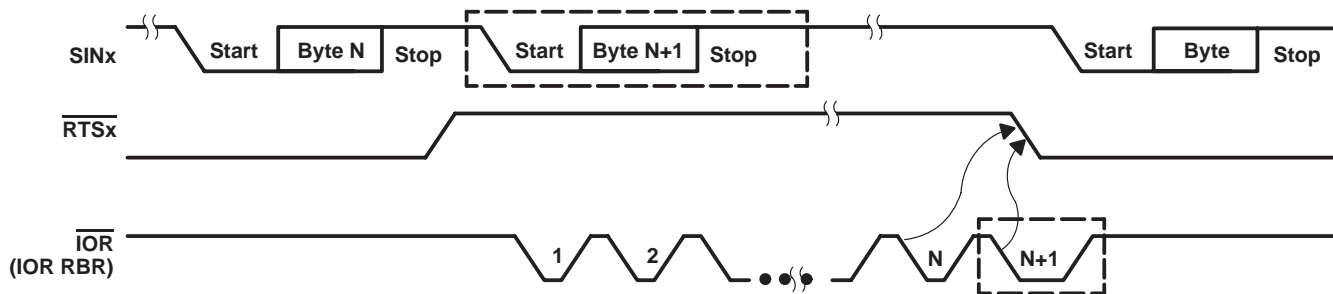 SINx
Start
Byte N
Stop
Start
Byte N+1
Stop
Start
Byte
Stop
RTSx
IOR
(IOR RBR)
1
2
N
N+1